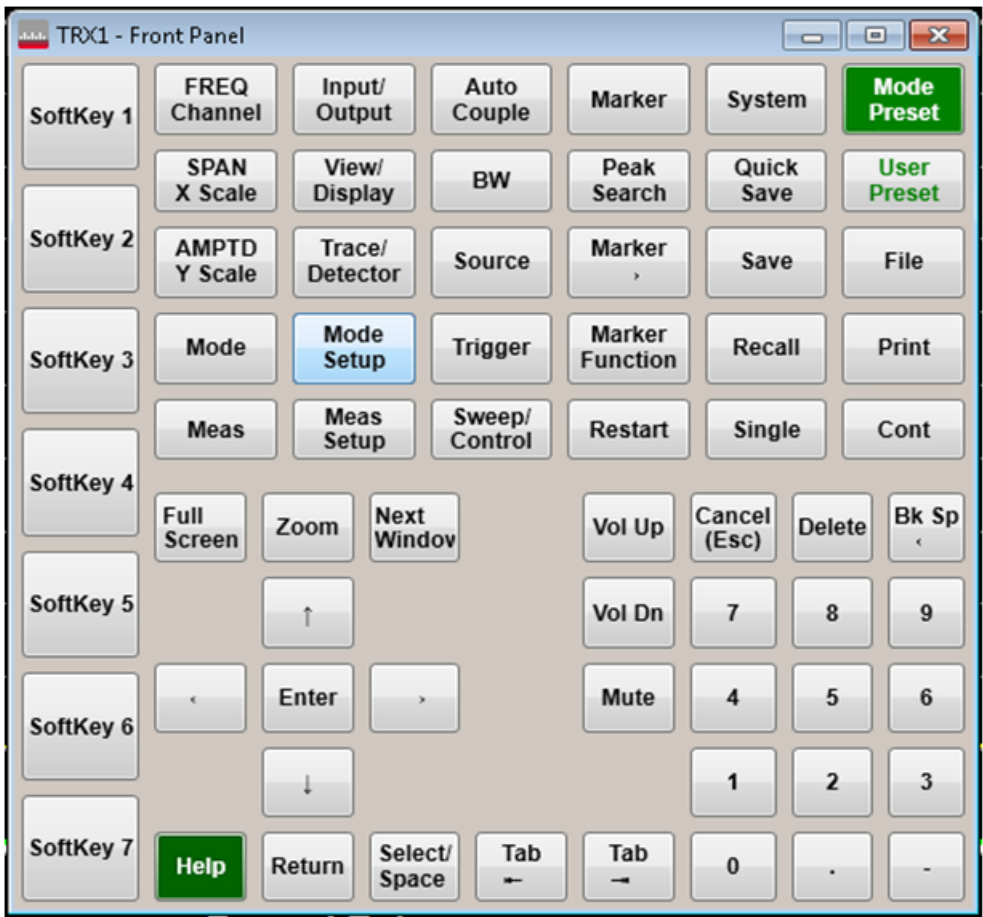 TRX1 - Front Panel
SoftKey 1
FREQ
Channel
Input/
Output
Auto
Couple
Marker
System
Mode
Preset
SoftKey 2
SPAN
X Scale
View/
Display
BW
Peak
Search
Quick
Save
User
Preset
AMPTD
Y Scale
Trace/
Detector
Source
Marker
›
Save
File
SoftKey 3
Mode
Mode
Setup
Trigger
Marker
Function
Recall
Print
Meas
Meas
Setup
Sweep/
Control
Restart
Single
Cont
SoftKey 4
Full
Screen
Zoom
Next
Window
Vol Up
Cancel
(Esc)
Delete
Bk Sp
‹
SoftKey 5
↑
Vol Dn
7
8
9
SoftKey 6
‹
Enter
›
Mute
4
5
6
↓
1
2
3
SoftKey 7
Help
Return
Select/
Space
Tab
⇤
Tab
⇥
0
.
-